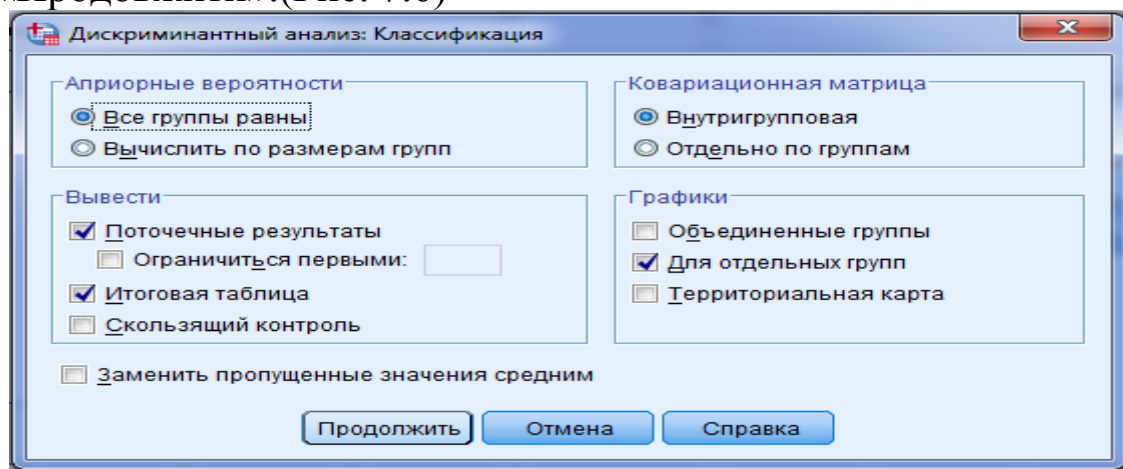 Дискриминантный анализ: Классификация
Априорные вероятности
Все группы равны
Вычислить по размерам групп
Ковариационная матрица
Внутригрупповая
Отдельно по группам
Вывести
Поточечные результаты
Ограничиться первыми:
Итоговая таблица
Скользящий контроль
Графики
Объединенные группы
Для отдельных групп
Территориальная карта
Заменить пропущенные значения средним
Продолжить Отмена Справка